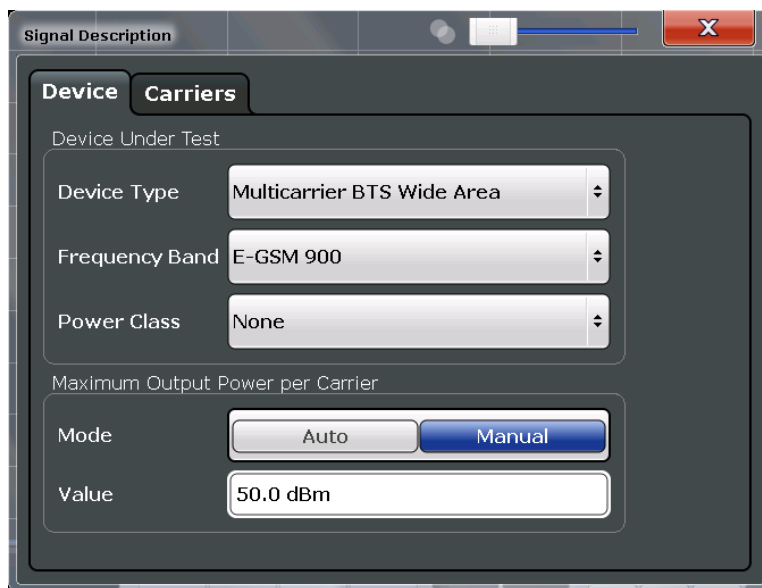 Signal Description
X
Device Carriers
Device Under Test
Device Type Multicarrier BTS Wide Area
Frequency Band E-GSM 900
Power Class None
Maximum Output Power per Carrier
Mode Auto Manual
Value 50.0 dBm